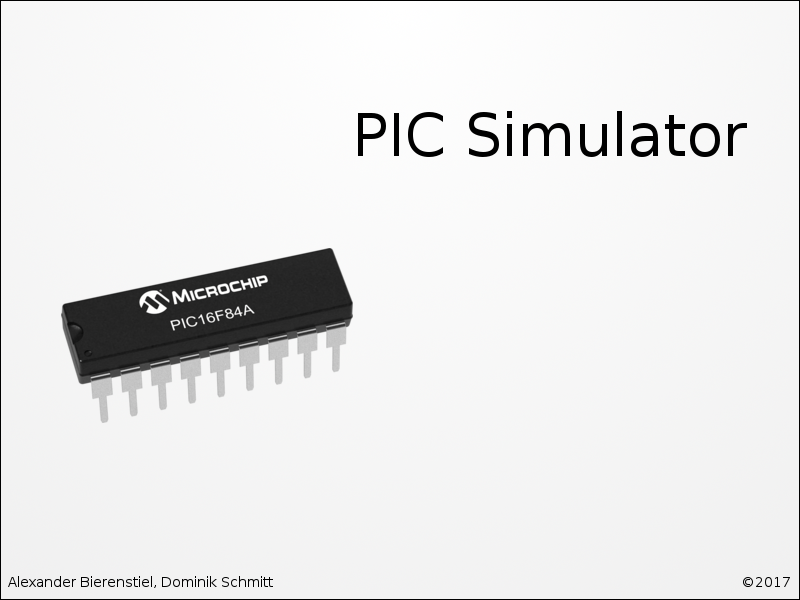 PIC Simulator
MICROCHIP
PIC16F84A
Alexander Bierenstiel, Dominik Schmitt
©2017